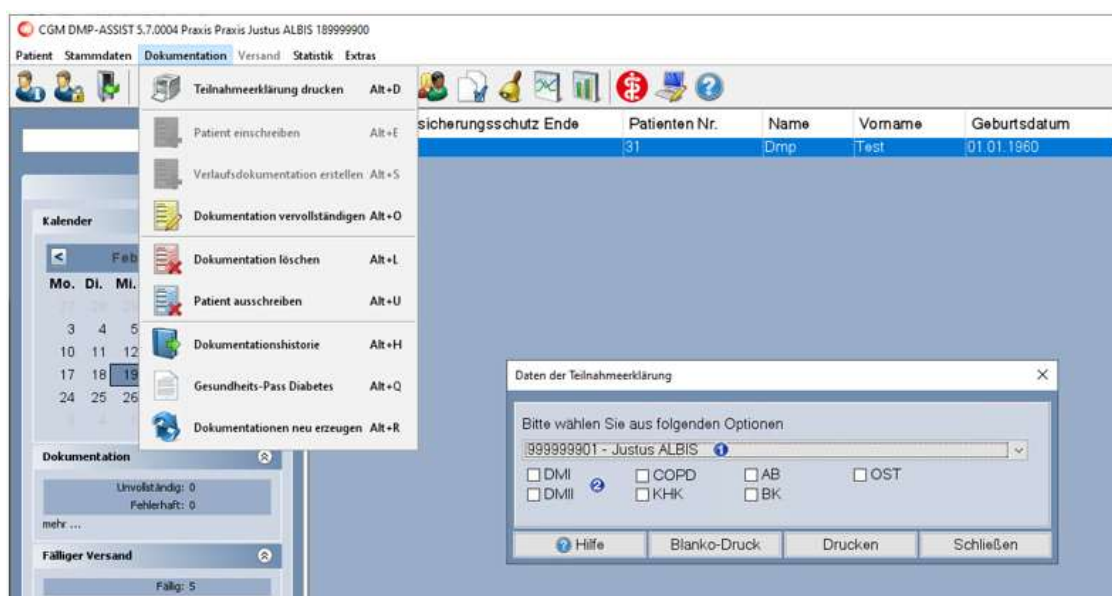 CGM DMP-ASSIST 5.7.0004 Praxis Praxis Justus ALBIS 189999900
Patient Stammdaten Dokumentation Versand Statistik Extras
Teilnahmeerklärung drucken Alt+D
Patient einschreiben Alt+E
Verlaufsdokumentation erstellen Alt+S
Dokumentation vervollständigen Alt+O
Dokumentation löschen Alt+L
Patient ausschreiben Alt+U
Dokumentationshistorie Alt+H
Gesundheits-Pass Diabetes Alt+Q
Dokumentationen neu erzeugen Alt+R
sicherungsschutz Ende Patienten Nr. Name Vorname Geburtsdatum
31 Dmp Test 01.01.1960
Kalender
< Feb
Mo. Di. Mi.
3 4 5
10 11 12
17 18 19
24 25 26
Dokumentation
Unvollständig: 0
Fehlerhaft: 0
mehr ...
Fälliger Versand
Fällig: 5
Daten der Teilnahmeerklärung
Bitte wählen Sie aus folgenden Optionen
999999901 - Justus ALBIS 1
DMI COPD AB OST
2
DMII KHK BK
Hilfe Blanko-Druck Drucken Schließen